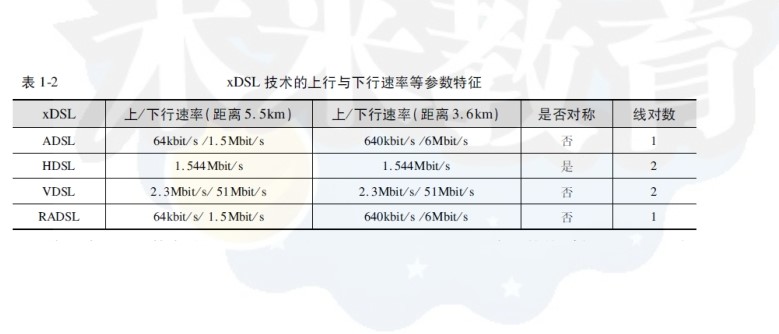 未来教育
表 1-2 xDSL 技术的上行与下行速率等参数特征
xDSL 上/下行速率(距离5.5km) 上/下行速率(距离3.6km) 是否对称 线对数
ADSL 64kbit/s /1.5Mbit/s 640kbit/s /6Mbit/s 否 1
HDSL 1.544Mbit/s 1.544Mbit/s 是 2
VDSL 2.3Mbit/s/ 51Mbit/s 2.3Mbit/s/ 51Mbit/s 否 2
RADSL 64kbit/s/ 1.5Mbit/s 640kbit/s /6Mbit/s 否 1